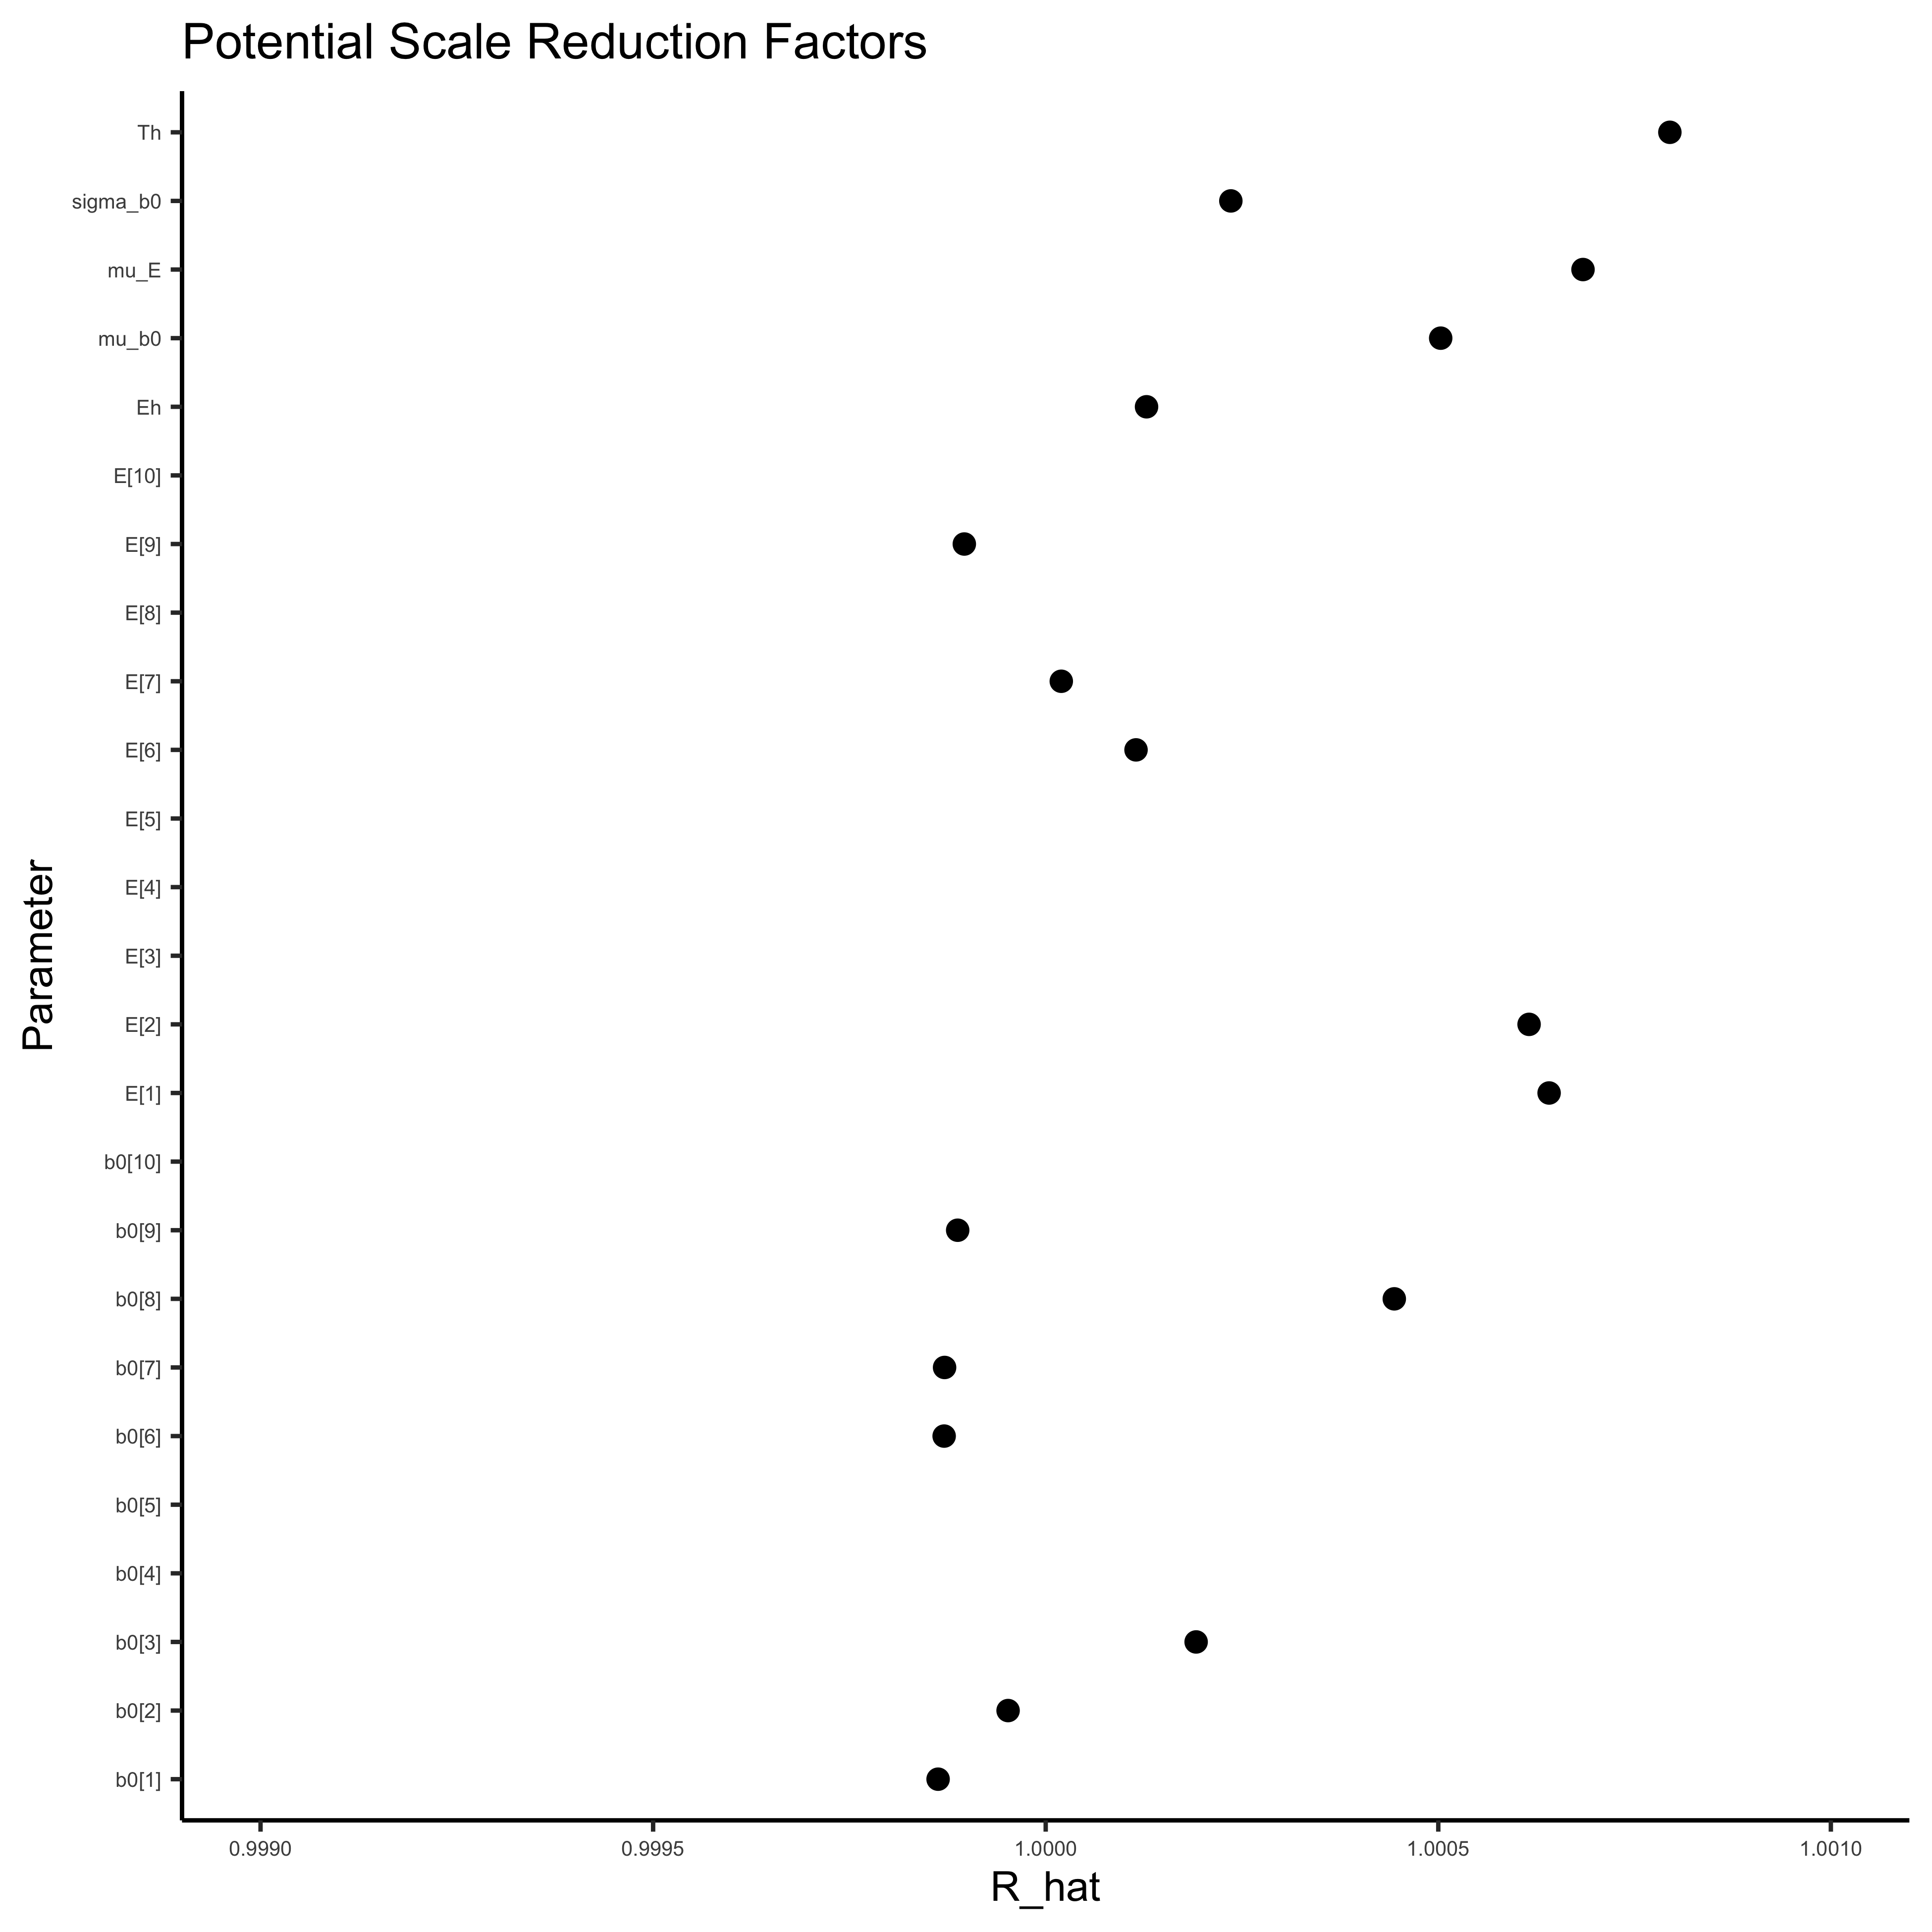 Potential Scale Reduction Factors
Th
sigma_b0
mu_E
mu_b0
Eh
E[10]
E[9]
E[8]
E[7]
E[6]
E[5]
E[4]
E[3]
E[2]
E[1]
b0[10]
b0[9]
b0[8]
b0[7]
b0[6]
b0[5]
b0[4]
b0[3]
b0[2]
b0[1]
Parameter
0.9990 0.9995 1.0000 1.0005 1.0010
R_hat